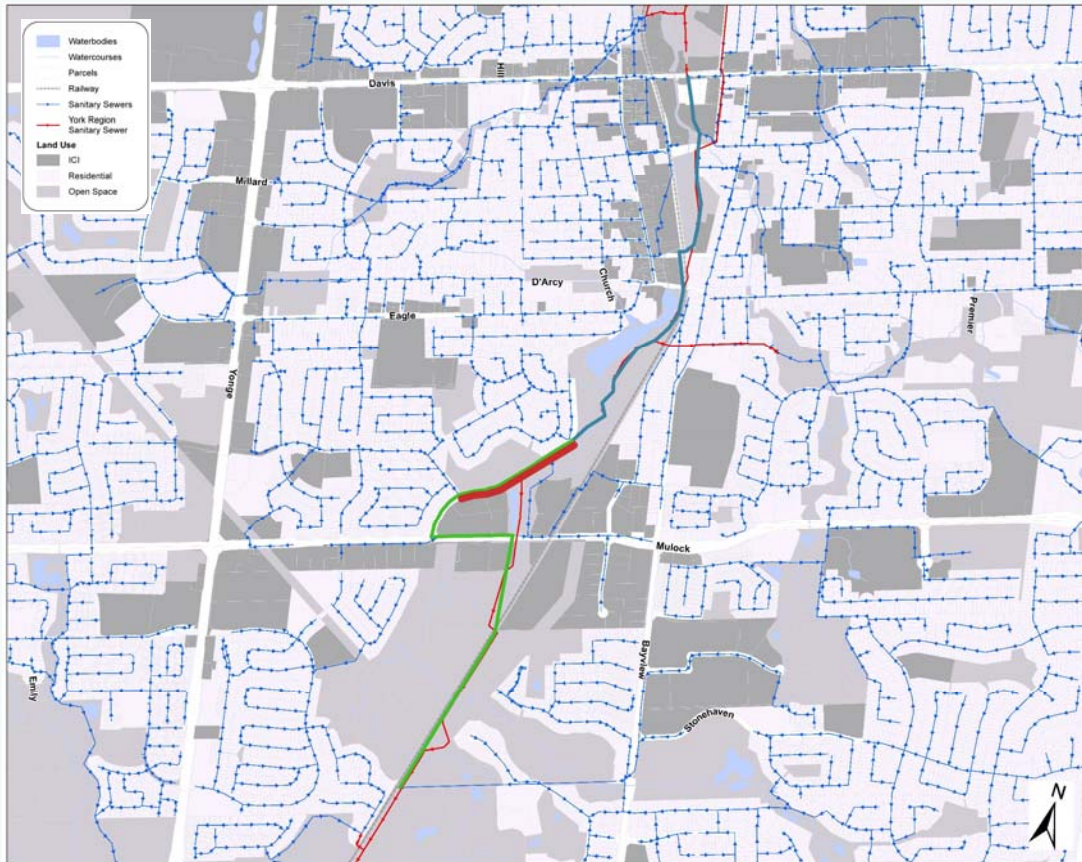 Waterbodies
Watercourses
Parcels
Railway
Sanitary Sewers
York Region
Sanitary Sewer
Land Use
ICI
Residential
Open Space
Davis
Hill
Millard
D'Arcy
Church
Eagle
Premier
Yonge
Mulock
Bayview
Emily
Stonehaven
N